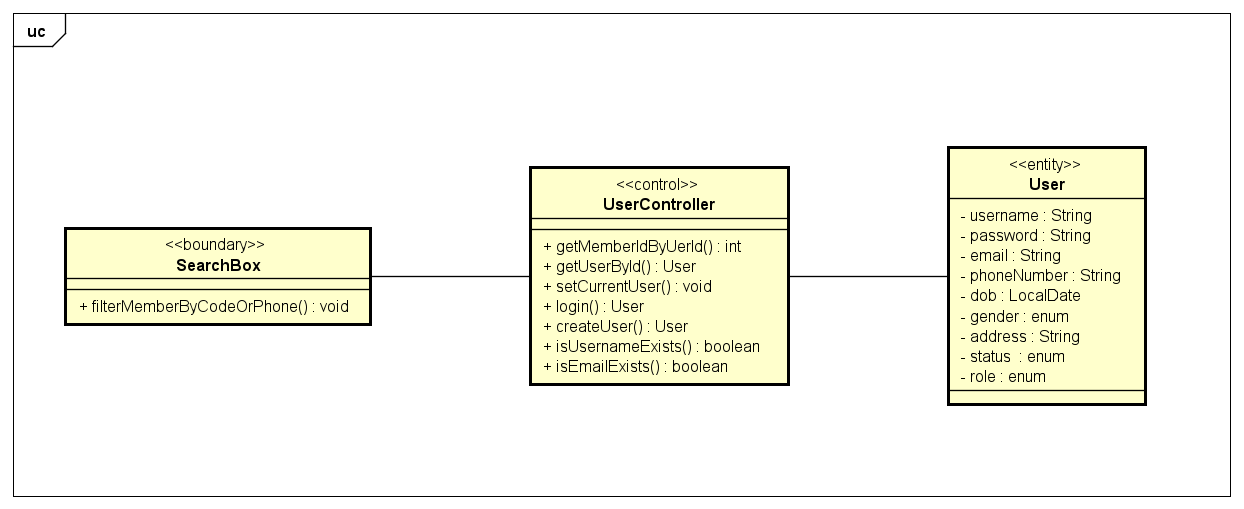 uc
<<boundary>>
SearchBox
+ filterMemberByCodeOrPhone() : void
<<control>>
UserController
+ getMemberIdByUerId() : int
+ getUserById() : User
+ setCurrentUser() : void
+ login() : User
+ createUser() : User
+ isUsernameExists() : boolean
+ isEmailExists() : boolean
<<entity>>
User
- username : String
- password : String
- email : String
- phoneNumber : String
- dob : LocalDate
- gender : enum
- address : String
- status : enum
- role : enum